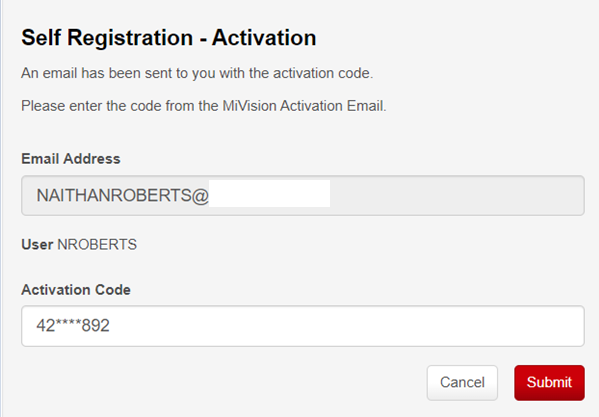 Self Registration - Activation
An email has been sent to you with the activation code.
Please enter the code from the MiVision Activation Email.
Email Address
NAITHANROBERTS@
User NROBERTS
Activation Code
42****892
Cancel Submit